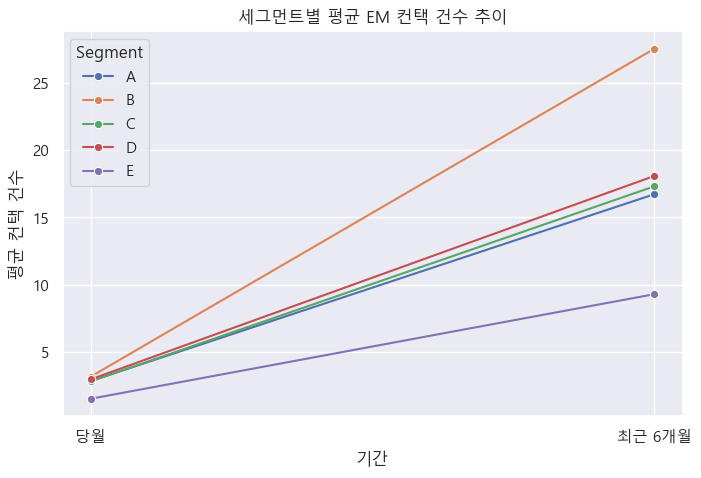 세그먼트별 평균 EM 컨택 건수 추이
Segment
A
B
C
D
E
평균 컨택 건수
25
20
15
10
5
당월
최근 6개월
기간